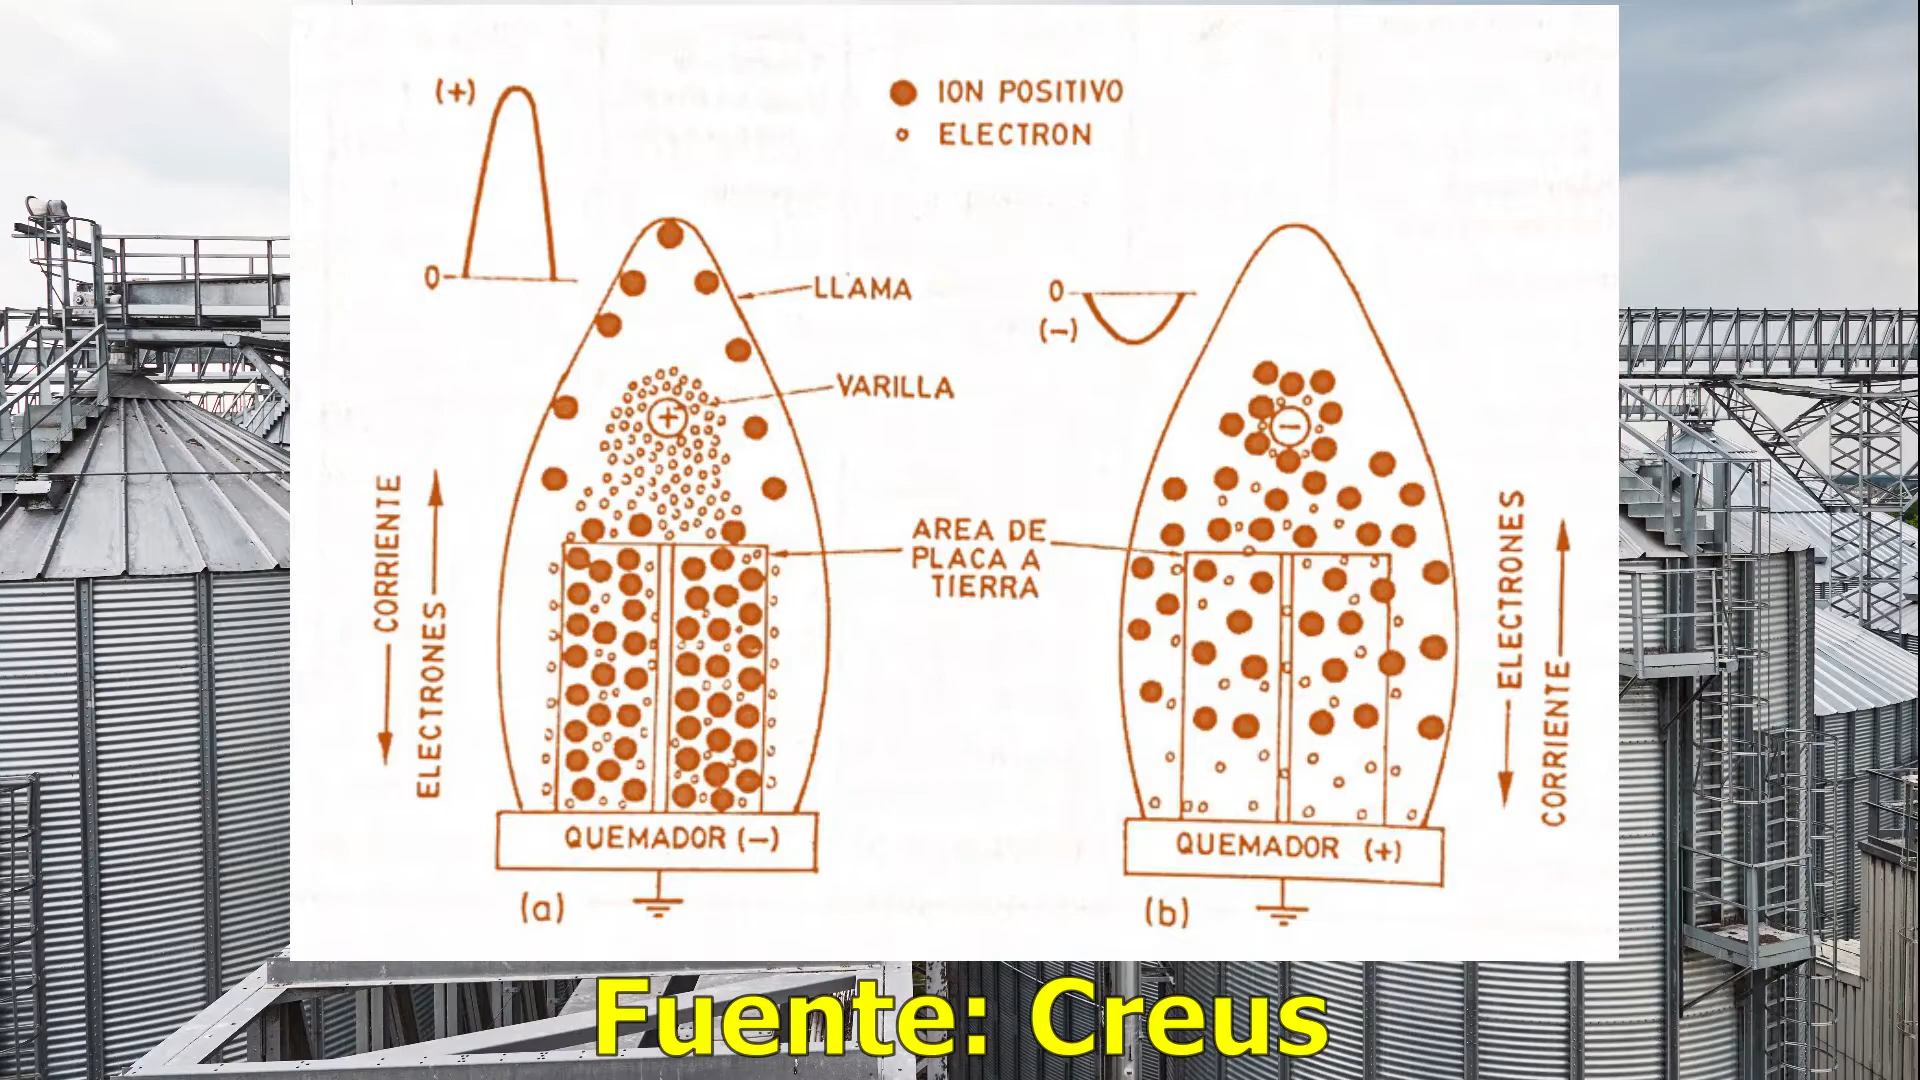 (+)
ION POSITIVO
ELECTRON
0
LLAMA
0
(−)
VARILLA
+
−
CORRIENTE
ELECTRONES
AREA DE
PLACA A
TIERRA
ELECTRONES
CORRIENTE
QUEMADOR (−)
QUEMADOR (+)
(a)
(b)
Fuente: Creus